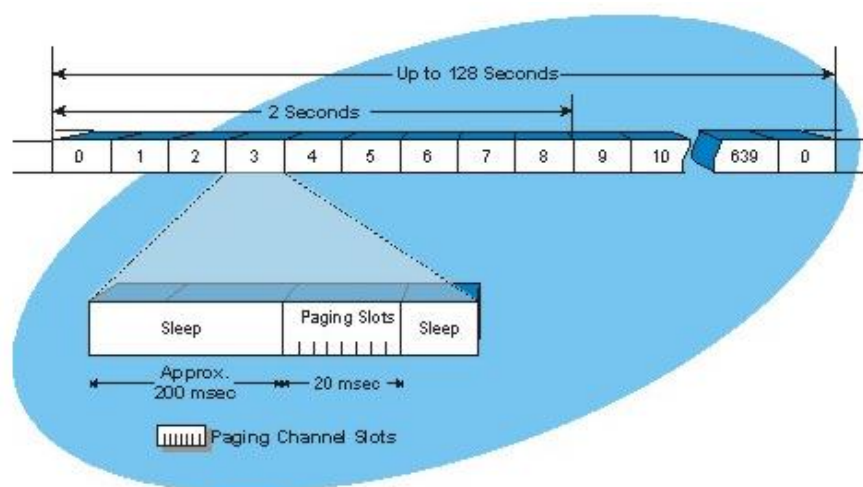 Up to 128 Seconds
2 Seconds
0 1 2 3 4 5 6 7 8 9 10 639 0
Sleep Paging Slots Sleep
Approx.
200 msec 20 msec
Paging Channel Slots